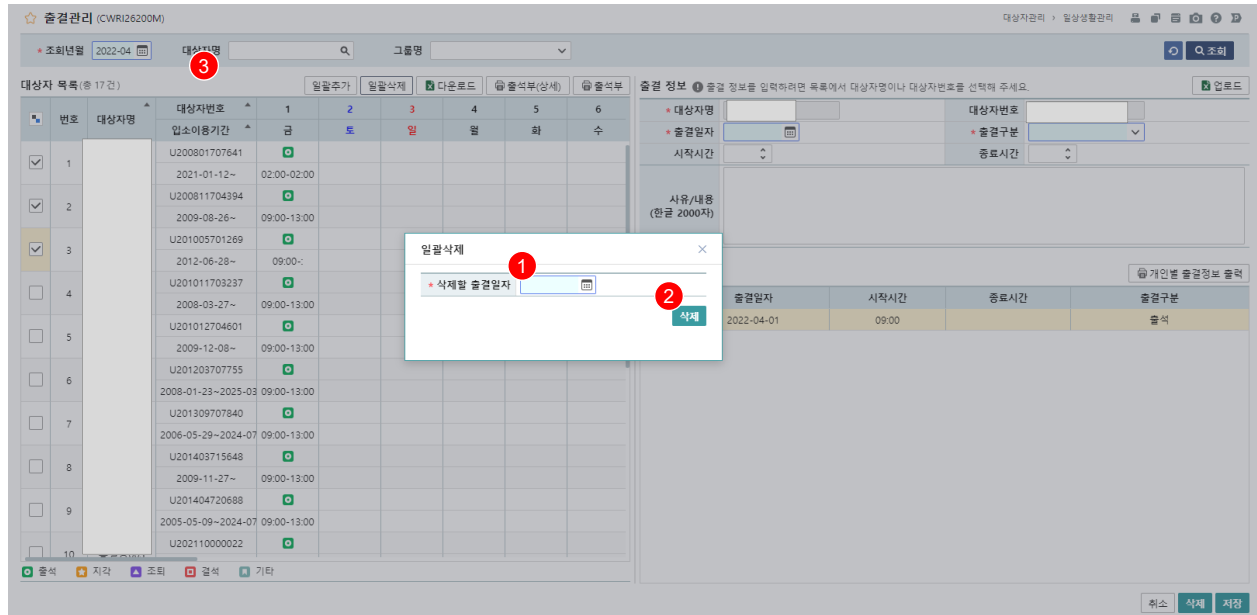 출결관리 (CWRI26200M)
대상자관리 › 일상생활관리
* 조회년월 2022-04 대상자명 그룹명 조회
3
대상자 목록(총 17건) 일괄추가 일괄삭제 다운로드 출석부(상세) 출석부
번호 대상자명 대상자번호 1 2 3 4 5 6
입소이용기간 금 토 일 월 화 수
1 U200801707641
2021-01-12~ 02:00-02:00
2 U200811704394
2009-08-26~ 09:00-13:00
3 U201005701269
2012-06-28~ 09:00-:
4 U201011703237
2008-03-27~ 09:00-13:00
5 U201012704601
2009-12-08~ 09:00-13:00
6 U201203707755
2008-01-23~2025-03 09:00-13:00
7 U201309707840
2006-05-29~2024-07 09:00-13:00
8 U201403715648
2009-11-27~ 09:00-13:00
9 U201404720688
2005-05-09~2024-07 09:00-13:00
10 U202110000022
출석 지각 조퇴 결석 기타
출결 정보 출결 정보를 입력하려면 목록에서 대상자명이나 대상자번호를 선택해 주세요. 업로드
* 대상자명 대상자번호
* 출결일자 * 출결구분
시작시간 종료시간
사유/내용
(한글 2000자)
개인별 출결정보 출력
출결일자 시작시간 종료시간 출결구분
2022-04-01 09:00 출석
일괄삭제
1
* 삭제할 출결일자
2
삭제
취소 삭제 저장